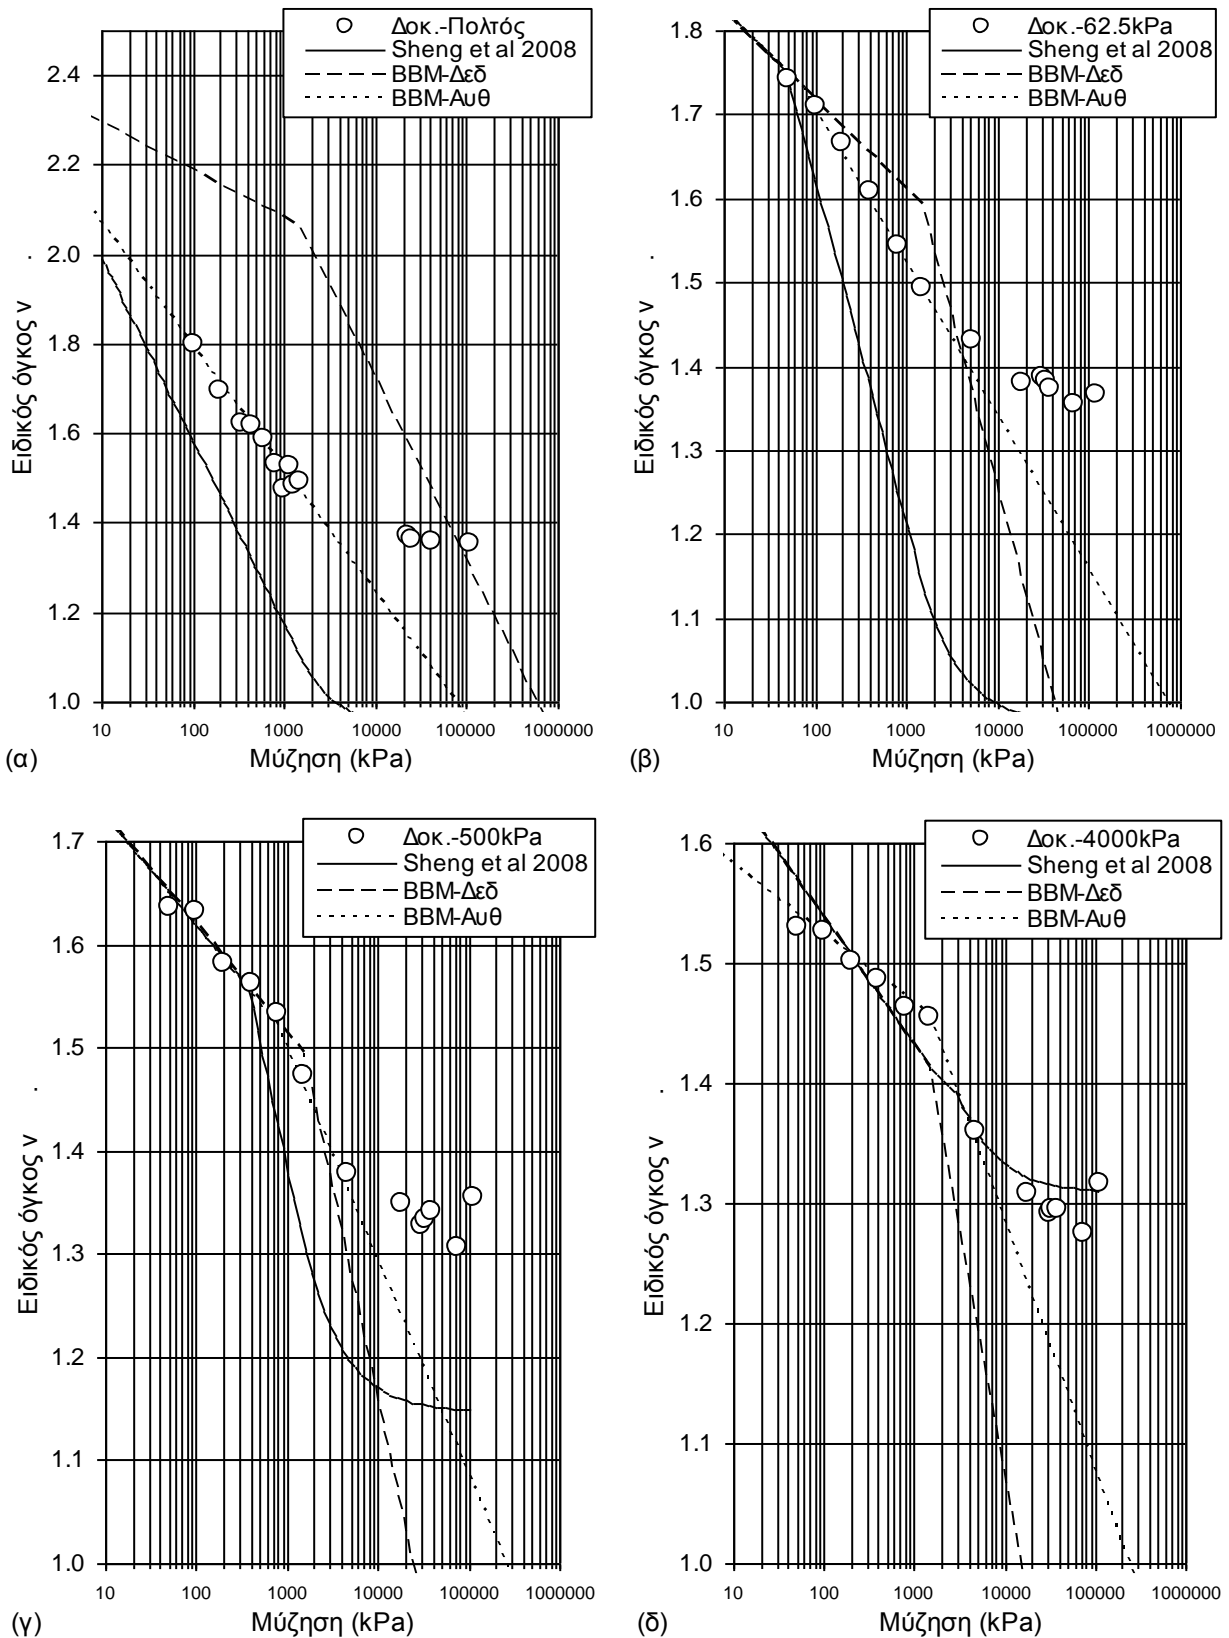 Δοκ.-Πολτός
Sheng et al 2008
BBM-Δεδ
BBM-Αυθ
2.4
2.2
2.0
1.8
1.6
1.4
1.2
1.0
Ειδικός όγκος v
10 100 1000 10000 100000 1000000
(α) Μύζηση (kPa)
Δοκ.-62.5kPa
Sheng et al 2008
BBM-Δεδ
BBM-Αυθ
1.8
1.7
1.6
1.5
1.4
1.3
1.2
1.1
1.0
Ειδικός όγκος v
10 100 1000 10000 100000 1000000
(β) Μύζηση (kPa)
Δοκ.-500kPa
Sheng et al 2008
BBM-Δεδ
BBM-Αυθ
1.7
1.6
1.5
1.4
1.3
1.2
1.1
1.0
Ειδικός όγκος v
10 100 1000 10000 100000 1000000
(γ) Μύζηση (kPa)
Δοκ.-4000kPa
Sheng et al 2008
BBM-Δεδ
BBM-Αυθ
1.6
1.5
1.4
1.3
1.2
1.1
1.0
Ειδικός όγκος v
10 100 1000 10000 100000 1000000
(δ) Μύζηση (kPa)